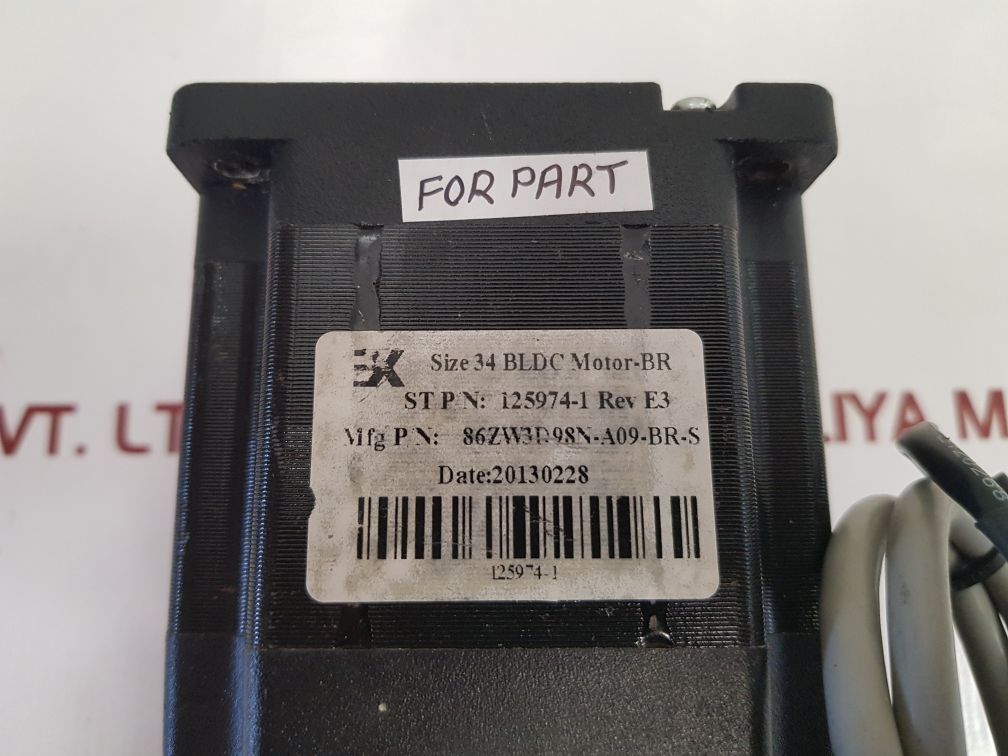 FOR PART
Size 34 BLDC Motor-BR
ST P/N: 125974-1 Rev E3
Mfg P/N: 86ZW3D98N-A09-BR-S
Date:20130228
125974-1
VT. LT
LIYA M